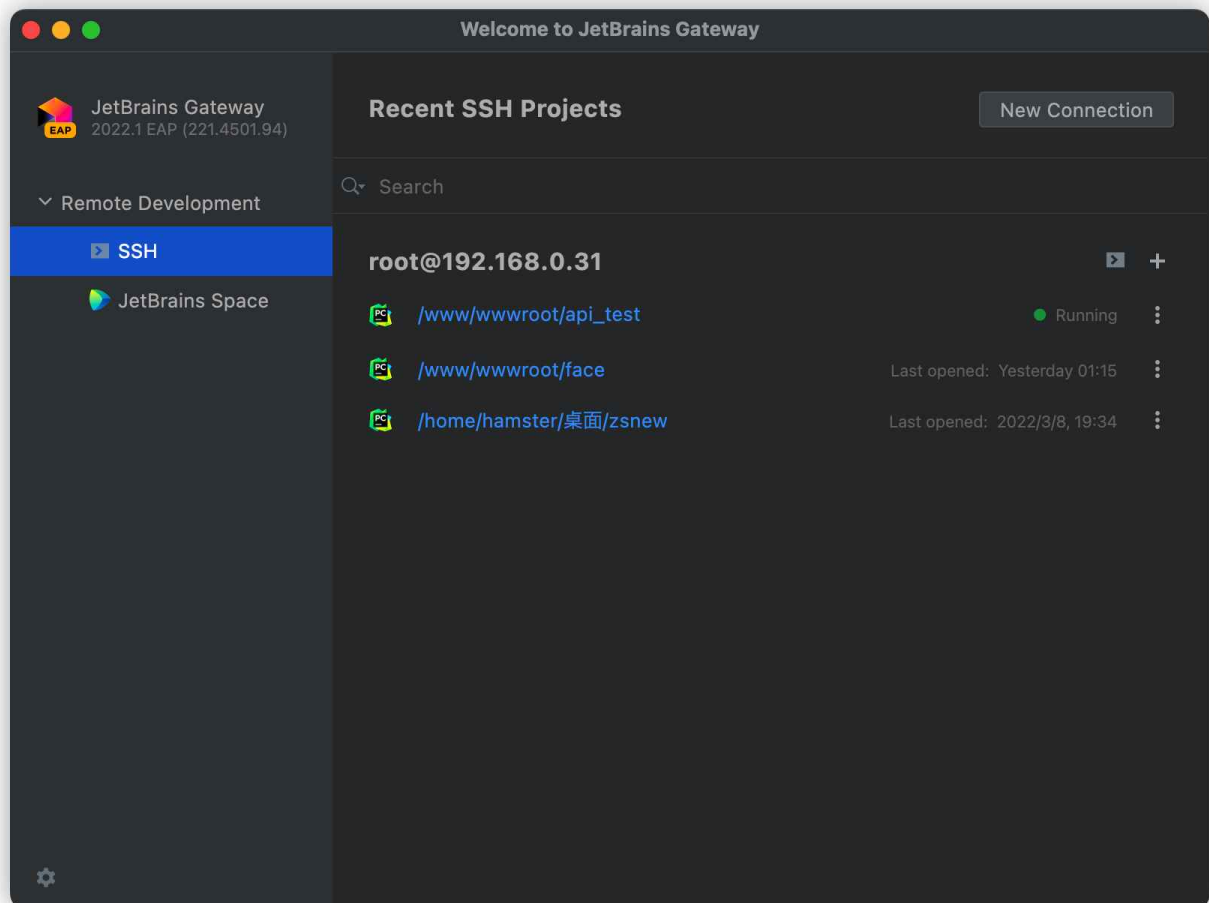 Welcome to JetBrains Gateway
JetBrains Gateway
EAP
2022.1 EAP (221.4501.94)
Remote Development
SSH
JetBrains Space
Recent SSH Projects
New Connection
Search
root@192.168.0.31
PC /www/wwwroot/api_test Running
PC /www/wwwroot/face Last opened: Yesterday 01:15
PC /home/hamster/桌面/zsnew Last opened: 2022/3/8, 19:34